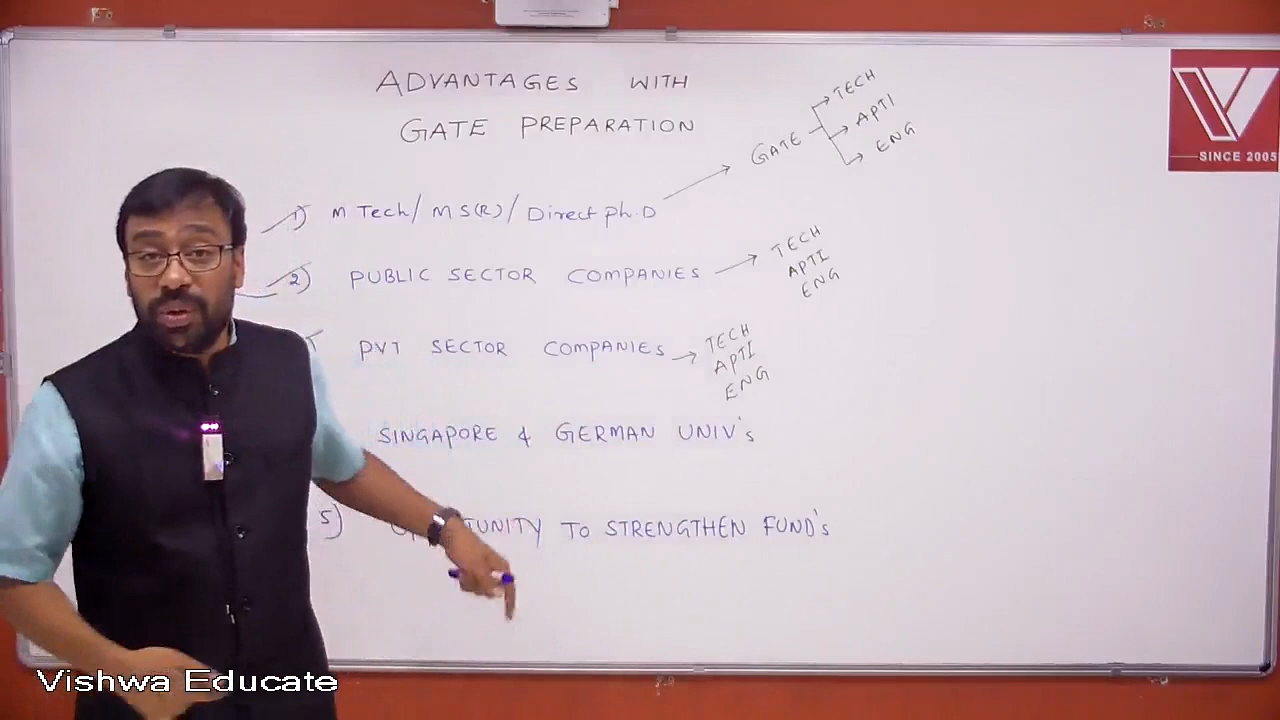 ADVANTAGES WITH
GATE PREPARATION
1) M Tech/ MS(R)/ Direct Ph.D
GATE
TECH
APTI
ENG
2) PUBLIC SECTOR COMPANIES
TECH
APTI
ENG
PVT SECTOR COMPANIES
TECH
APTI
ENG
SINGAPORE & GERMAN UNIV's
5) TO STRENGTHEN FUND's
V
SINCE 2005
Vishwa Educate